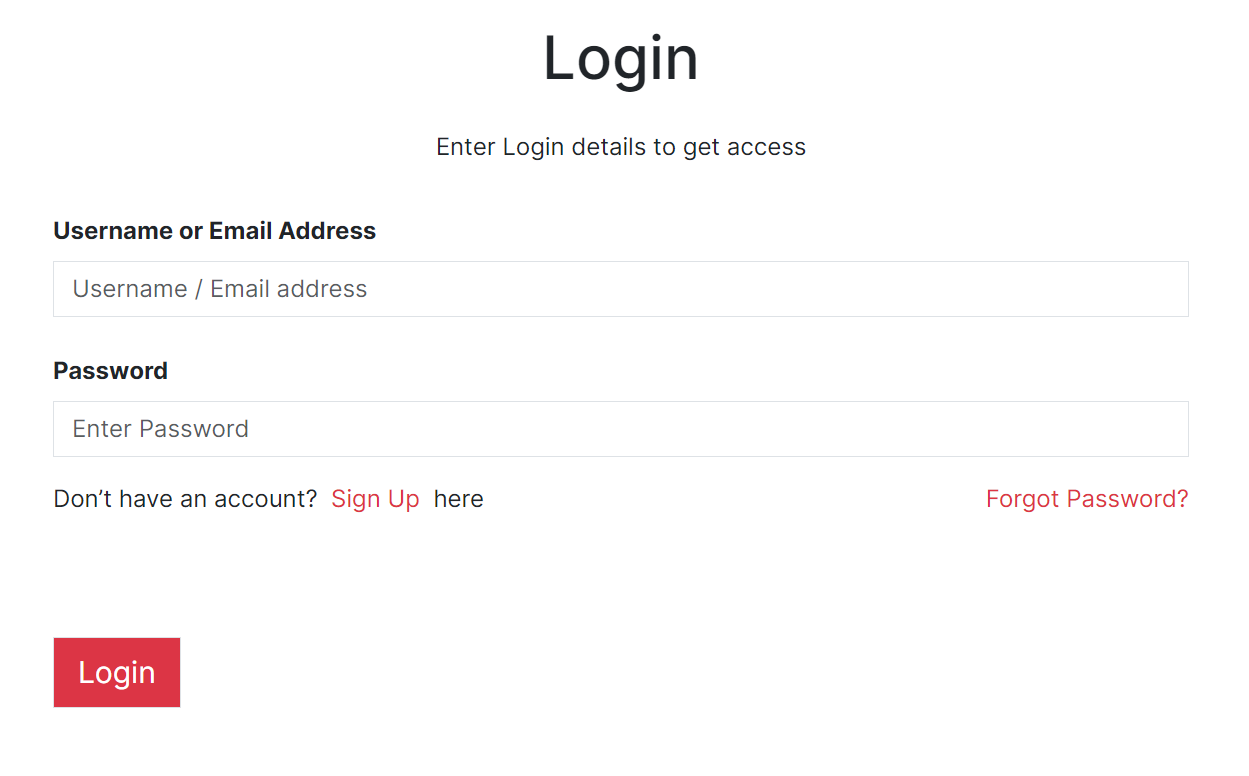 Login
Enter Login details to get access
Username or Email Address
Username / Email address
Password
Enter Password
Don’t have an account? Sign Up here Forgot Password?
Login